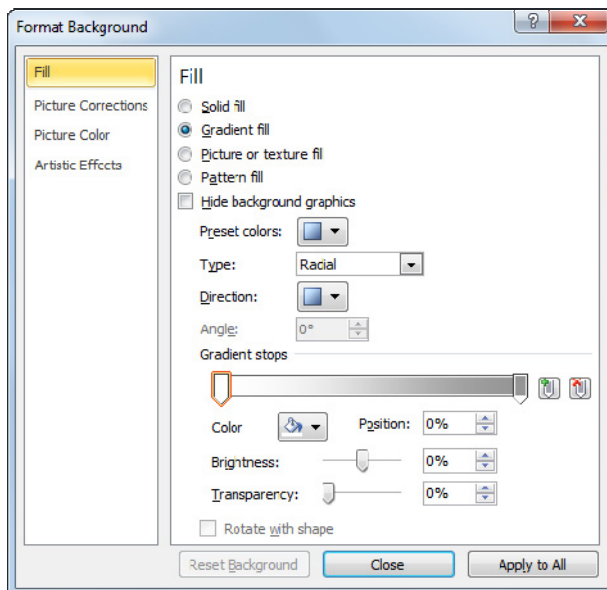 Format Background
?
Fill
Picture Corrections
Picture Color
Artistic Effects
Fill
Solid fill
Gradient fill
Picture or texture fil
Pattern fill
Hide background graphics
Preset colors:
Type: Racial
Direction:
Angle: 0°
Gradient stops
Color Position: 0%
Brightness: 0%
Transparency: 0%
Rotate with shape
Reset Background Close Apply to All